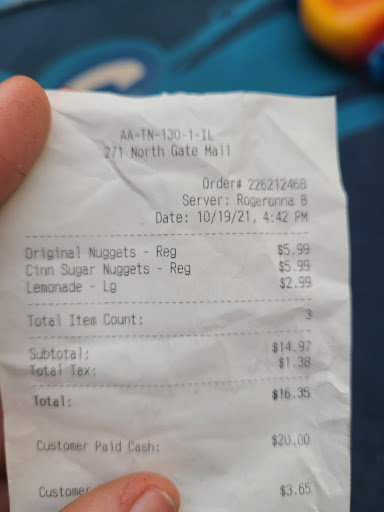 AA-TN-130-1-IL
271 North Gate Mall
Order# 226212468
Server: Rogeronna B
Date: 10/19/21, 4:42 PM
Original Nuggets - Reg $5.99
Cinn Sugar Nuggets - Reg $5.99
Lemonade - Lg $2.99
Total Item Count: 3
Subtotal: $14.97
Total Tax: $1.38
Total: $16.35
Customer Paid Cash: $20.00
Customer $3.65